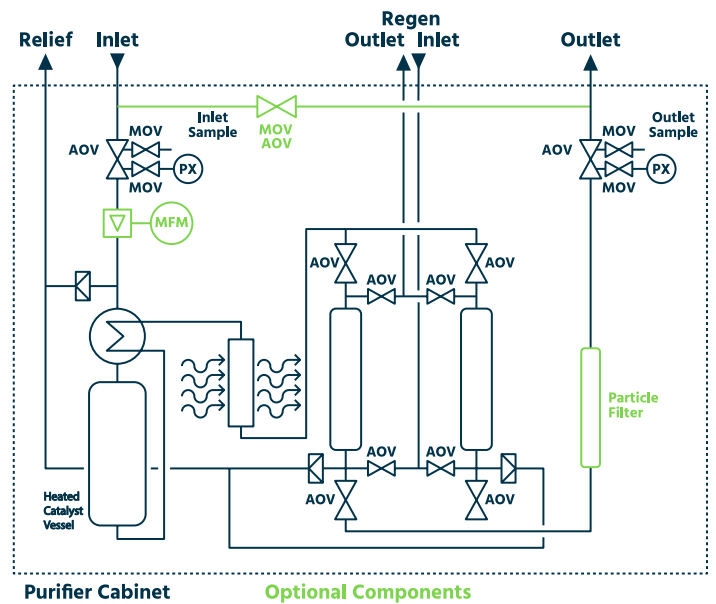 Regen
Relief Inlet Outlet Inlet Outlet
Inlet
Sample
MOV
AOV
MOV
AOV
PX
MOV
Outlet
Sample
MOV
AOV
PX
MOV
MFM
AOV
AOV
AOV
AOV
Particle
Filter
AOV
AOV
AOV
AOV
Heated
Catalyst
Vessel
Purifier Cabinet
Optional Components